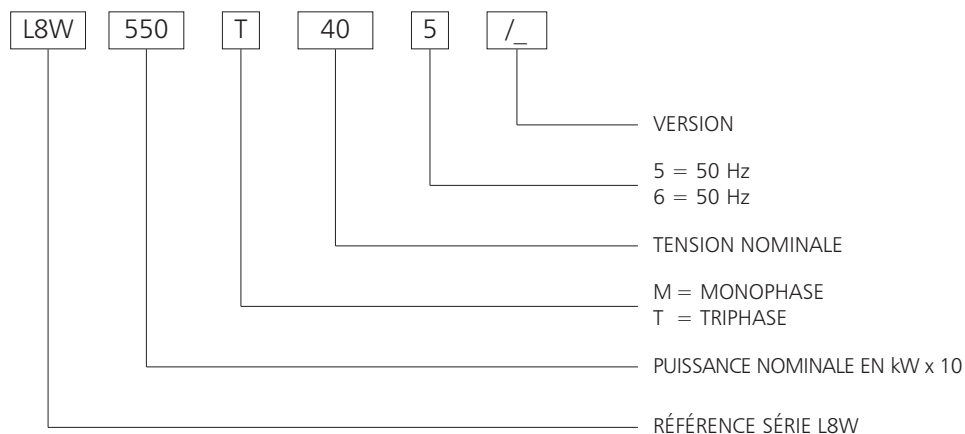 L8W 550 T 40 5 /_
VERSION
5 = 50 Hz
6 = 50 Hz
TENSION NOMINALE
M = MONOPHASE
T = TRIPHASE
PUISSANCE NOMINALE EN kW x 10
RÉFÉRENCE SÉRIE L8W